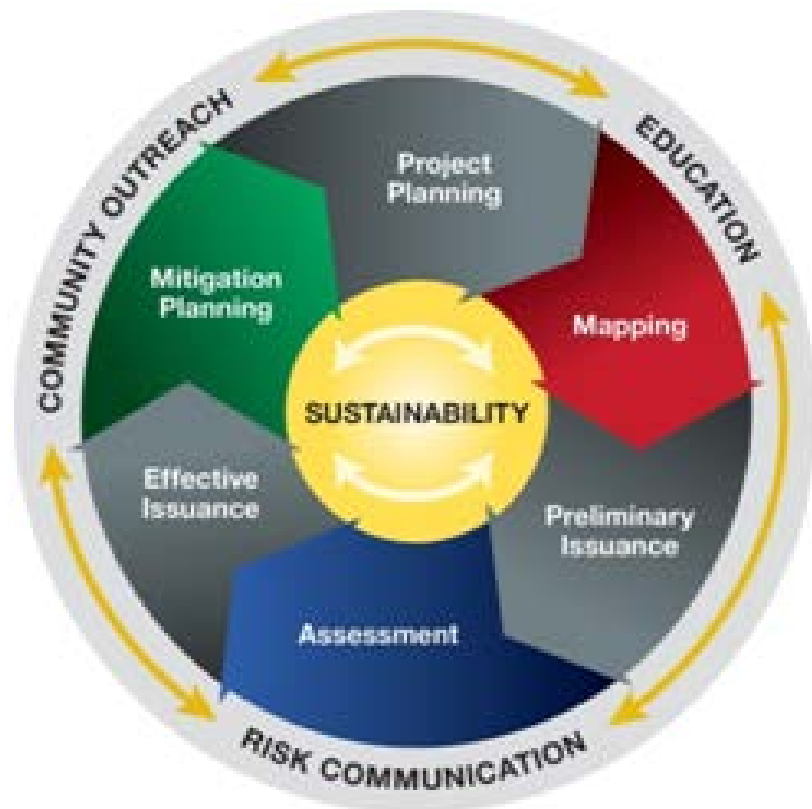 COMMUNITY OUTREACH
EDUCATION
Project
Planning
Mitigation
Planning
Mapping
SUSTAINABILITY
Effective
Issuance
Preliminary
Issuance
Assessment
RISK COMMUNICATION